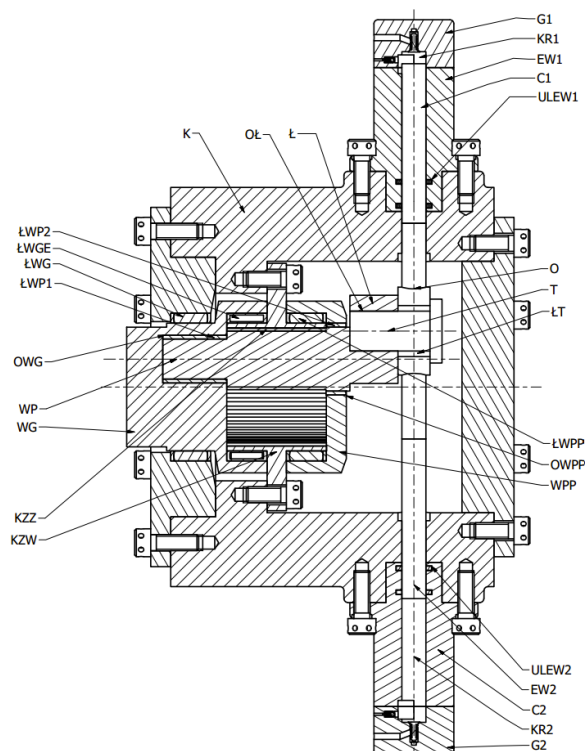 G1
KR1
EW1
C1
ULEW1
K
OŁ
Ł
ŁWP2
ŁWGE
ŁWG
ŁWP1
OWG
WP
WG
KZZ
KZW
O
T
ŁT
ŁWPP
OWPP
WPP
ULEW2
EW2
C2
KR2
G2